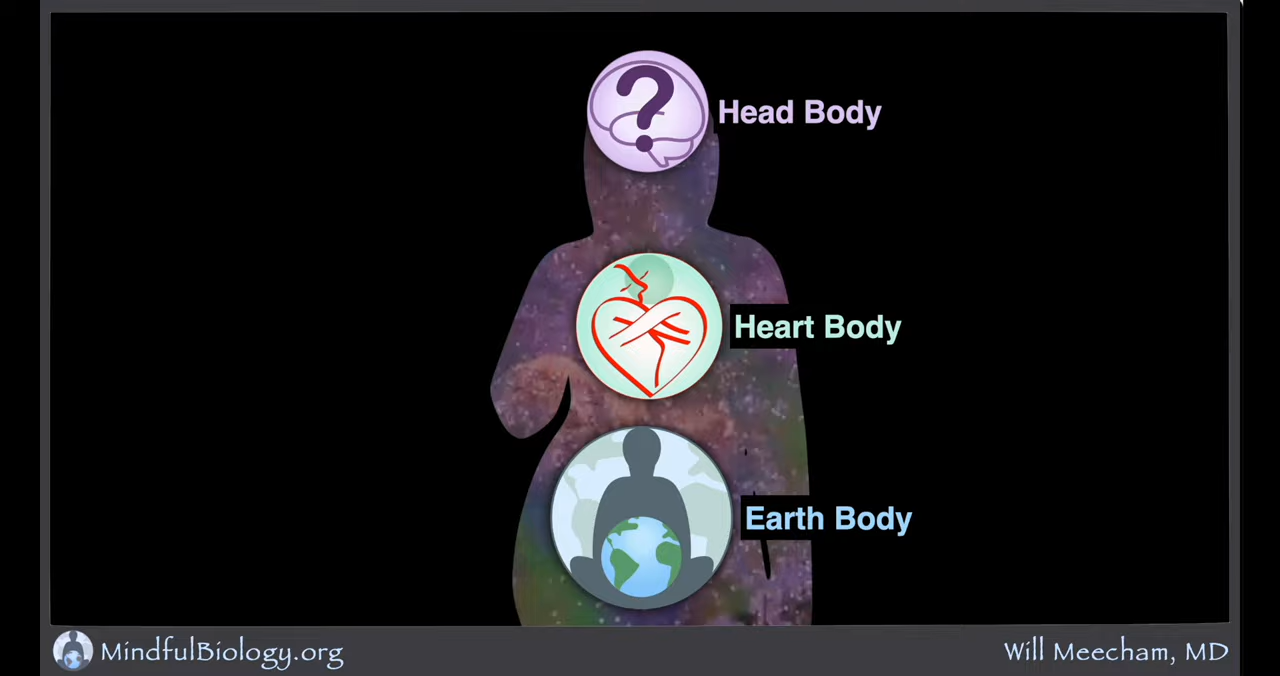 ?
Head Body
Heart Body
Earth Body
MindfulBiology.org
Will Meecham, MD